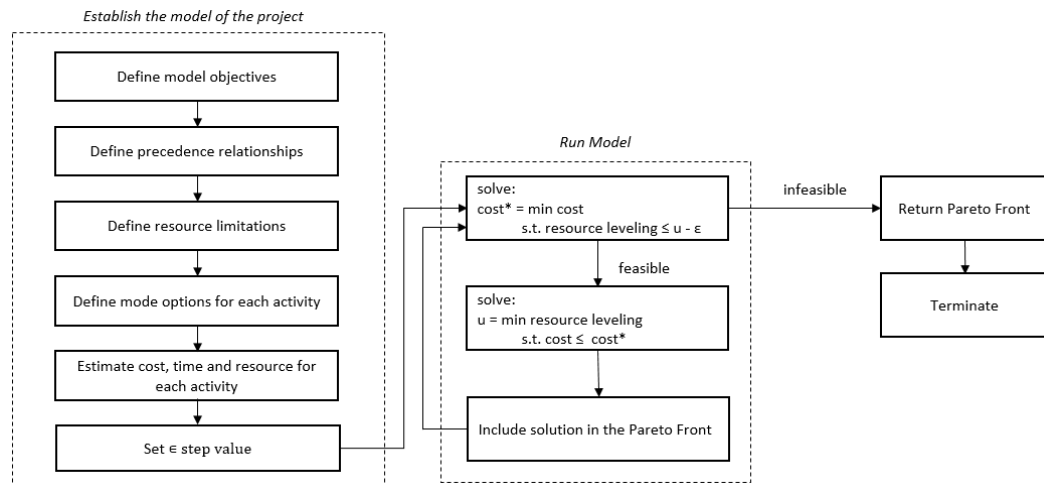 Establish the model of the project
Define model objectives
Define precedence relationships
Define resource limitations
Define mode options for each activity
Estimate cost, time and resource for
each activity
Set ∊ step value
Run Model
solve:
cost* = min cost
s.t. resource leveling ≤ u - ε
feasible
solve:
u = min resource leveling
s.t. cost ≤ cost*
Include solution in the Pareto Front
infeasible
Return Pareto Front
Terminate